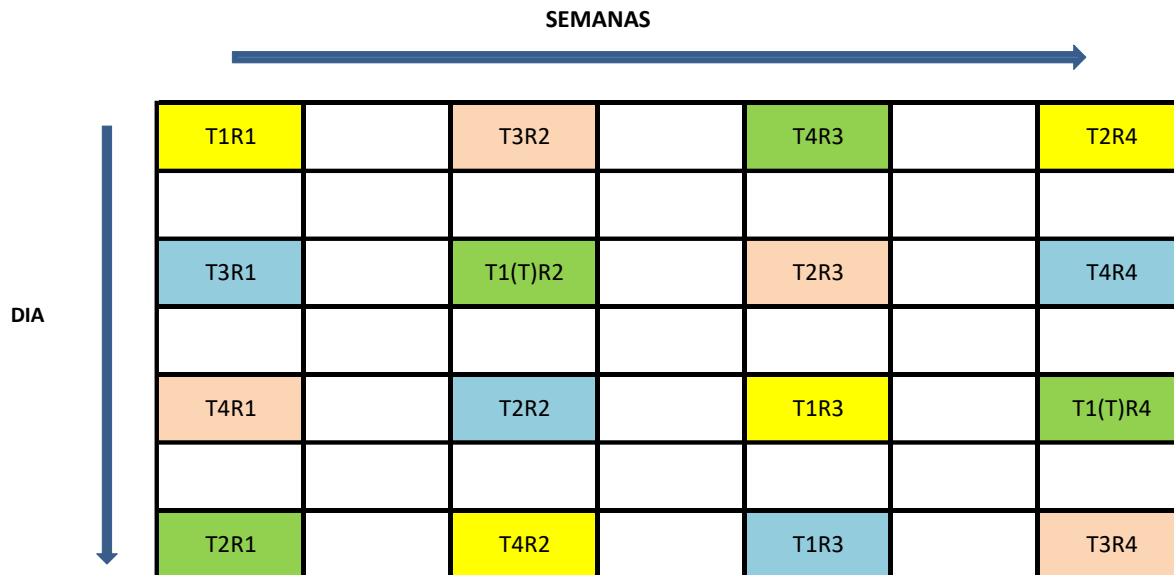 SEMANAS
T1R1 T3R2 T4R3 T2R4
T3R1 T1(T)R2 T2R3 T4R4
DIA
T4R1 T2R2 T1R3 T1(T)R4
T2R1 T4R2 T1R3 T3R4